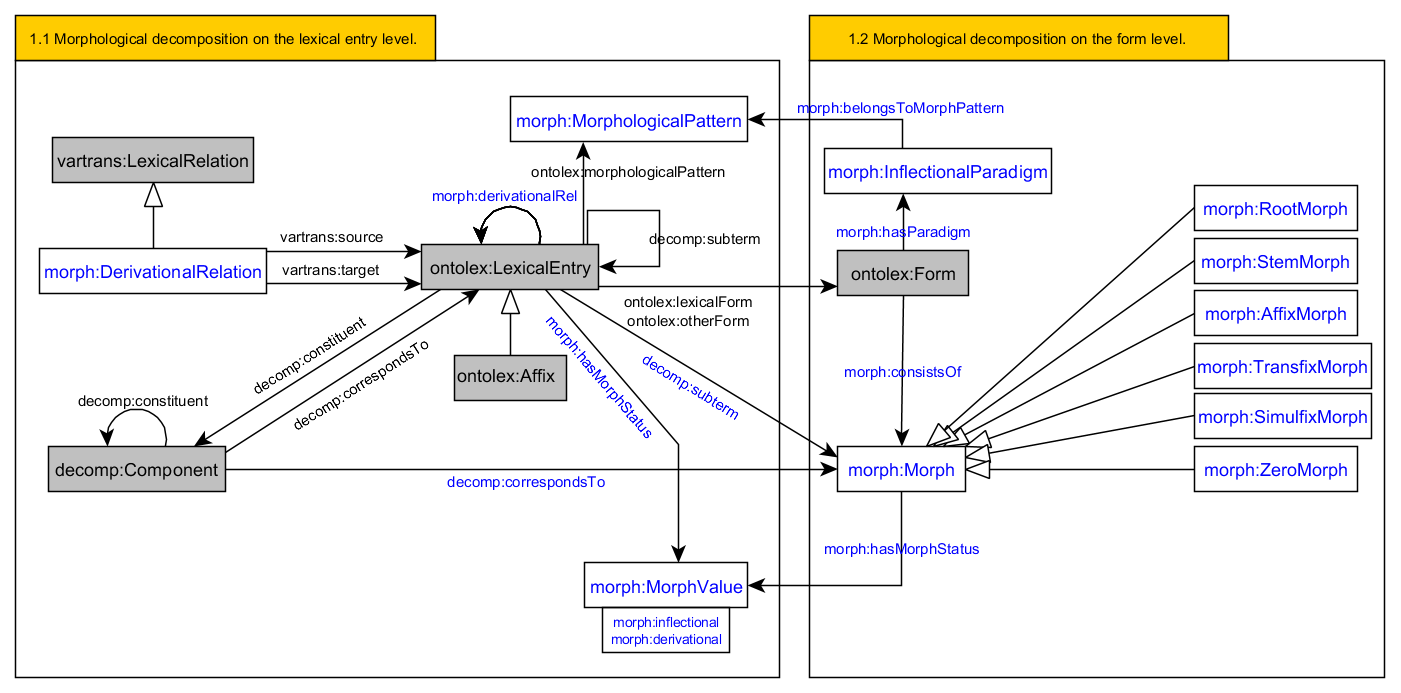 1.1 Morphological decomposition on the lexical entry level.
1.2 Morphological decomposition on the form level.
morph:MorphologicalPattern
morph:belongsToMorphPattern
vartrans:LexicalRelation
ontolex:morphologicalPattern
morph:InflectionalParadigm
morph:derivationalRel
morph:RootMorph
vartrans:source
decomp:subterm
morph:hasParadigm
morph:DerivationalRelation
vartrans:target
ontolex:LexicalEntry
ontolex:Form
morph:StemMorph
ontolex:lexicalForm
ontolex:otherForm
morph:AffixMorph
decomp:constituent
decomp:correspondsTo
ontolex:Affix
morph:hasMorphStatus
decomp:subterm
morph:consistsOf
morph:TransfixMorph
decomp:constituent
morph:SimulfixMorph
decomp:Component
decomp:correspondsTo
morph:Morph
morph:ZeroMorph
morph:hasMorphStatus
morph:MorphValue
morph:inflectional
morph:derivational